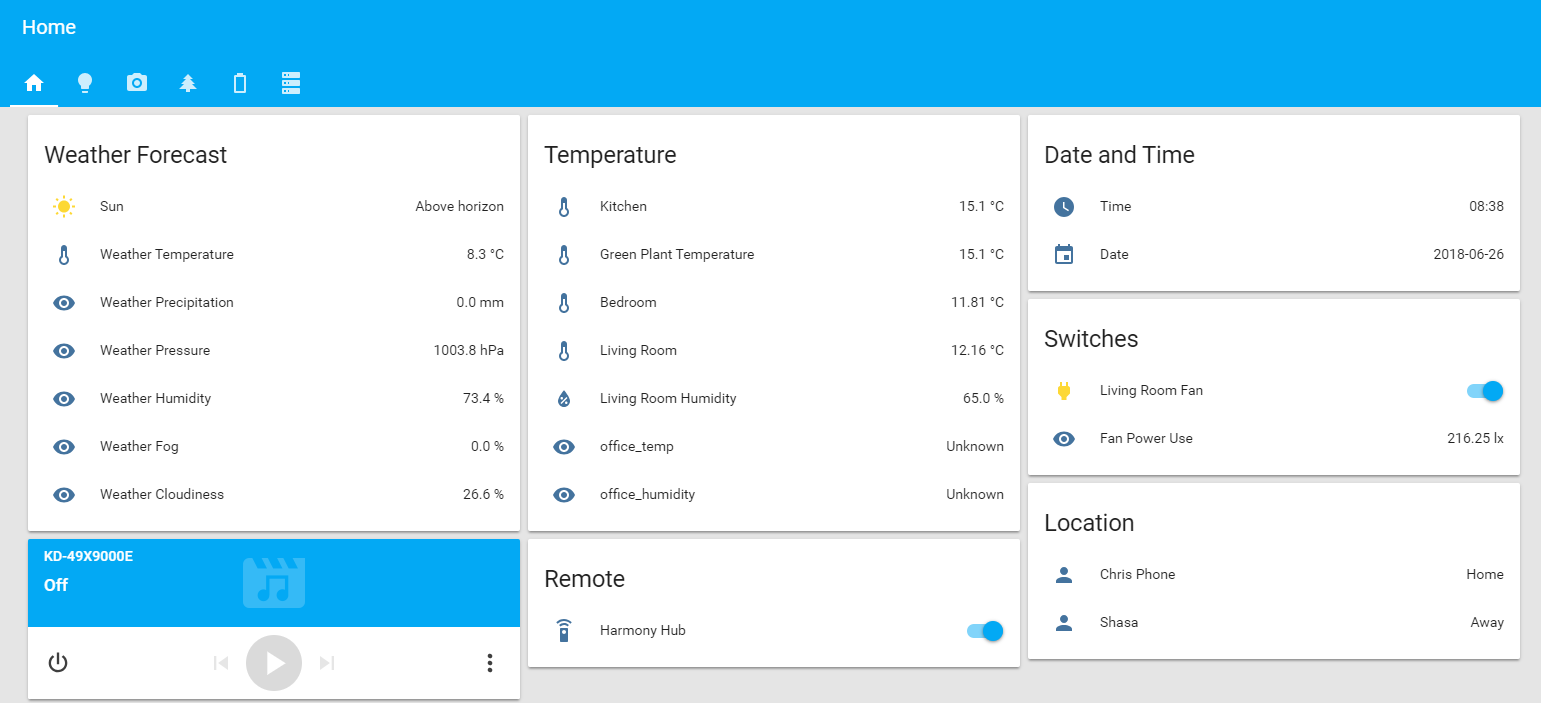 Home
Weather Forecast
Sun Above horizon
Weather Temperature 8.3 °C
Weather Precipitation 0.0 mm
Weather Pressure 1003.8 hPa
Weather Humidity 73.4 %
Weather Fog 0.0 %
Weather Cloudiness 26.6 %
KD-49X9000E
Off
Temperature
Kitchen 15.1 °C
Green Plant Temperature 15.1 °C
Bedroom 11.81 °C
Living Room 12.16 °C
Living Room Humidity 65.0 %
office_temp Unknown
office_humidity Unknown
Remote
Harmony Hub
Date and Time
Time 08:38
Date 2018-06-26
Switches
Living Room Fan
Fan Power Use 216.25 lx
Location
Chris Phone Home
Shasa Away